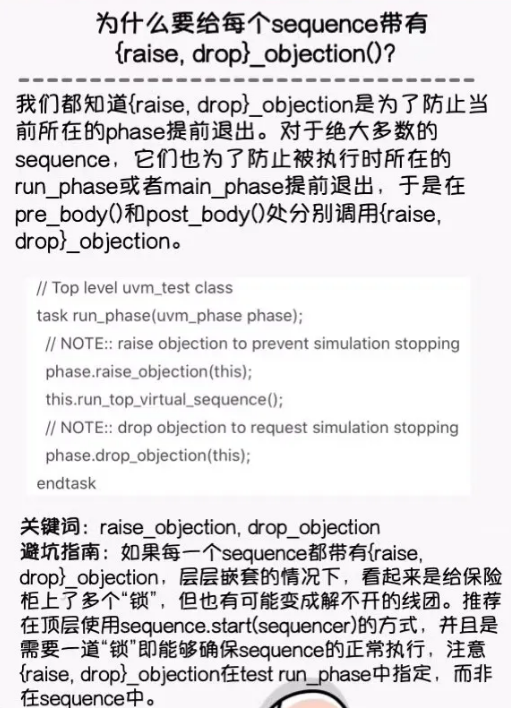 为什么要给每个sequence带有
{raise, drop}_objection()?
我们都知道{raise, drop}_objection是为了防止当
前所在的phase提前退出。对于绝大多数的
sequence，它们也为了防止被执行时所在的
run_phase或者main_phase提前退出，于是在
pre_body()和post_body()处分别调用{raise,
drop}_objection。
// Top level uvm_test class
task run_phase(uvm_phase phase);
// NOTE:: raise objection to prevent simulation stopping
phase.raise_objection(this);
this.run_top_virtual_sequence();
// NOTE:: drop objection to request simulation stopping
phase.drop_objection(this);
endtask
关键词：raise_objection, drop_objection
避坑指南：如果每一个sequence都带有{raise,
drop}_objection，层层嵌套的情况下，看起来是给保险
柜上了多个“锁”，但也有可能变成解不开的线团。推荐
在顶层使用sequence.start(sequencer)的方式，并且是
需要一道“锁”即能够确保sequence的正常执行，注意
{raise, drop}_objection在test run_phase中指定，而非
在sequence中。